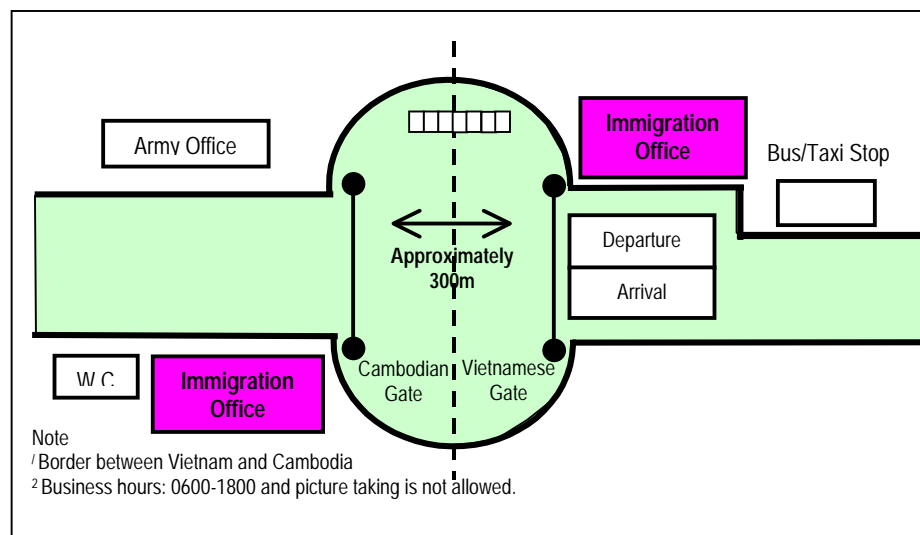 Army Office
Immigration
Office
Bus/Taxi Stop
Departure
Approximately
300m
Arrival
W.C.
Immigration
Office
Cambodian
Gate
Vietnamese
Gate
Note
/ Border between Vietnam and Cambodia
2 Business hours: 0600-1800 and picture taking is not allowed.